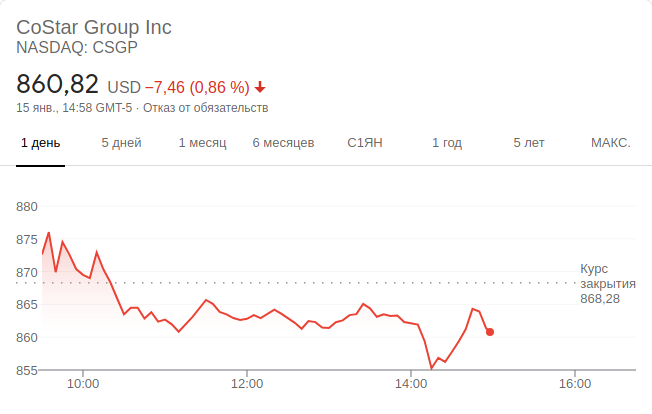 CoStar Group Inc
NASDAQ: CSGP
860,82 USD −7,46 (0,86 %)
15 янв., 14:58 GMT-5 · Отказ от обязательств
1 день 5 дней 1 месяц 6 месяцев С1ЯН 1 год 5 лет МАКС.
880
875
870
865
860
855
Курс
закрытия
868,28
10:00 12:00 14:00 16:00